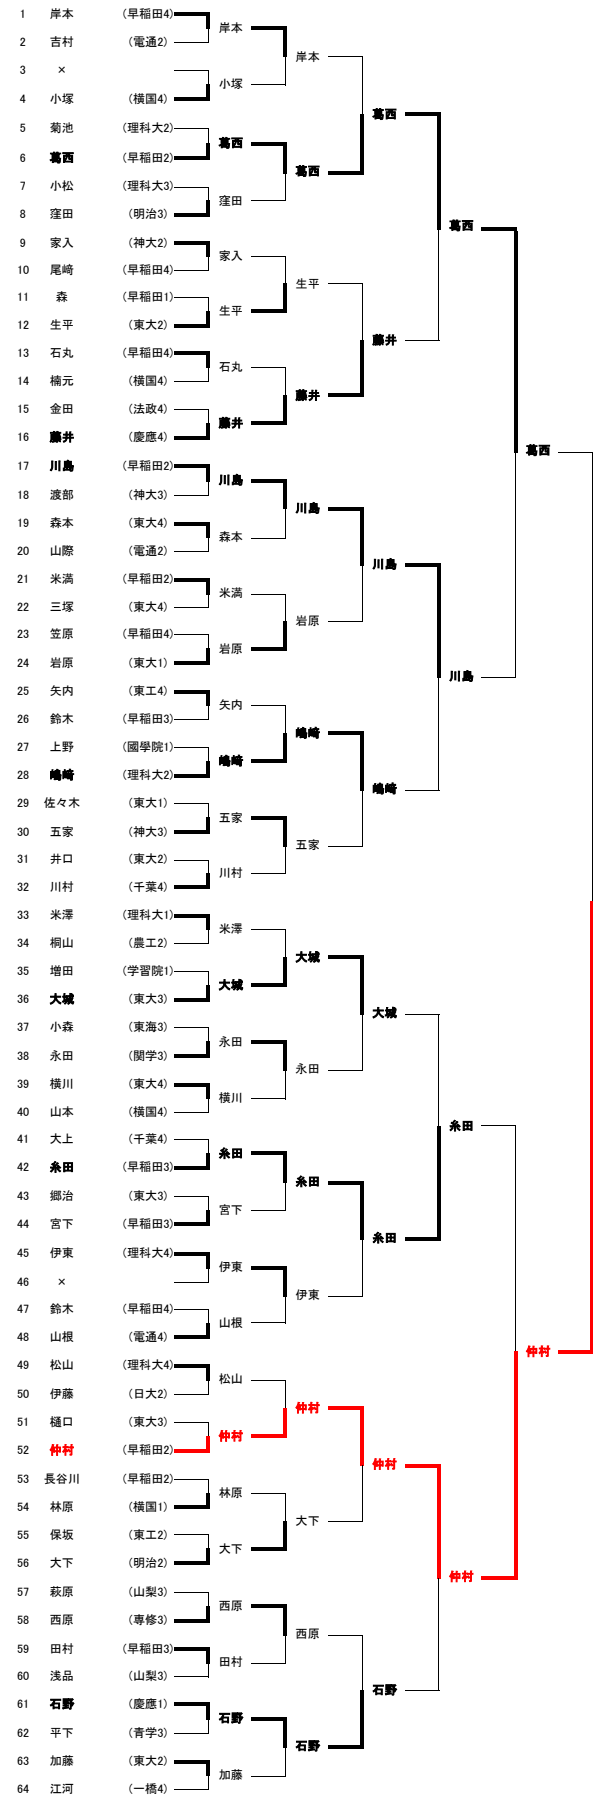 1 岸本 (早稲田4)
2 吉村 (電通2)
3 ×
4 小塚 (横国4)
5 菊池 (理科大2)
6 葛西 (早稲田2)
7 小松 (理科大3)
8 窪田 (明治3)
9 家入 (神大2)
10 尾﨑 (早稲田4)
11 森 (早稲田1)
12 生平 (東大2)
13 石丸 (早稲田4)
14 楠元 (横国4)
15 金田 (法政4)
16 藤井 (慶應4)
17 川島 (早稲田2)
18 渡部 (神大3)
19 森本 (東大4)
20 山際 (電通2)
21 米満 (早稲田2)
22 三塚 (東大4)
23 笠原 (早稲田4)
24 岩原 (東大1)
25 矢内 (東工4)
26 鈴木 (早稲田3)
27 上野 (國學院1)
28 嶋﨑 (理科大2)
29 佐々木 (東大1)
30 五家 (神大3)
31 井口 (東大2)
32 川村 (千葉4)
33 米澤 (理科大1)
34 桐山 (農工2)
35 増田 (学習院1)
36 大城 (東大3)
37 小森 (東海3)
38 永田 (関学3)
39 横川 (東大4)
40 山本 (横国4)
41 大上 (千葉4)
42 糸田 (早稲田3)
43 郷治 (東大3)
44 宮下 (早稲田3)
45 伊東 (理科大4)
46 ×
47 鈴木 (早稲田4)
48 山根 (電通4)
49 松山 (理科大4)
50 伊藤 (日大2)
51 樋口 (東大3)
52 仲村 (早稲田2)
53 長谷川 (早稲田2)
54 林原 (横国1)
55 保坂 (東工2)
56 大下 (明治2)
57 萩原 (山梨3)
58 西原 (専修3)
59 田村 (早稲田3)
60 浅品 (山梨3)
61 石野 (慶應1)
62 平下 (青学3)
63 加藤 (東大2)
64 江河 (一橋4)
岸本
小塚
葛西
窪田
家入
生平
石丸
藤井
川島
森本
米満
岩原
矢内
嶋﨑
五家
川村
米澤
大城
永田
横川
糸田
宮下
伊東
山根
松山
仲村
林原
大下
西原
田村
石野
加藤
岸本
葛西
生平
藤井
川島
岩原
嶋﨑
五家
大城
永田
糸田
伊東
仲村
大下
西原
石野
葛西
藤井
川島
嶋﨑
大城
糸田
仲村
石野
葛西
川島
糸田
仲村
葛西
仲村